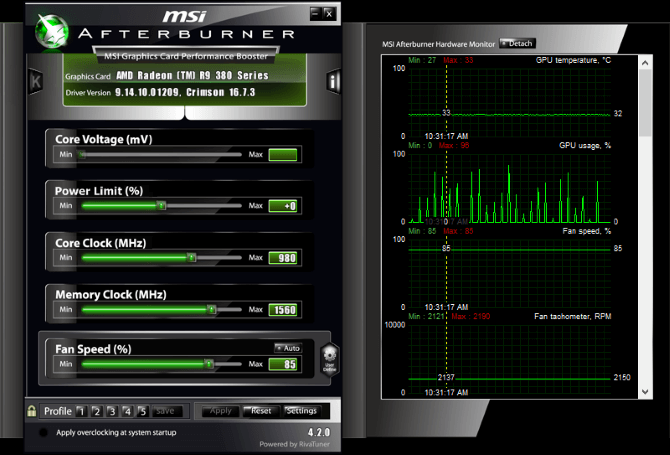 msi
AFTERBURNER
MSI Graphics Card Performance Booster
K
i
Graphics Card AMD Radeon (TM) R9 380 Series
Driver Version 9.14.10.01209, Crimson 16.7.3
Core Voltage (mV)
Min Max
Power Limit (%)
Min Max +0
Core Clock (MHz)
Min Max 980
Memory Clock (MHz)
Min Max 1560
Fan Speed (%)
Auto
Min Max 85
User Define
Profile 1 2 3 4 5 save
Apply Reset Settings
Apply overclocking at system startup
4.2.0
Powered by RivaTuner
MSI Afterburner Hardware Monitor Detach
Min : 27 Max : 33 GPU temperature, °C
100
33
32
0
10:31:17 AM
Min : 0 Max : 96 GPU usage, %
100
0
0
10:31:17 AM
0
Min : 85 Max : 85 Fan speed, %
100
85
85
0
10:31:17 AM
Min : 2121 Max : 2190 Fan tachometer, RPM
10000
2137
2160
0
10:31:17 AM